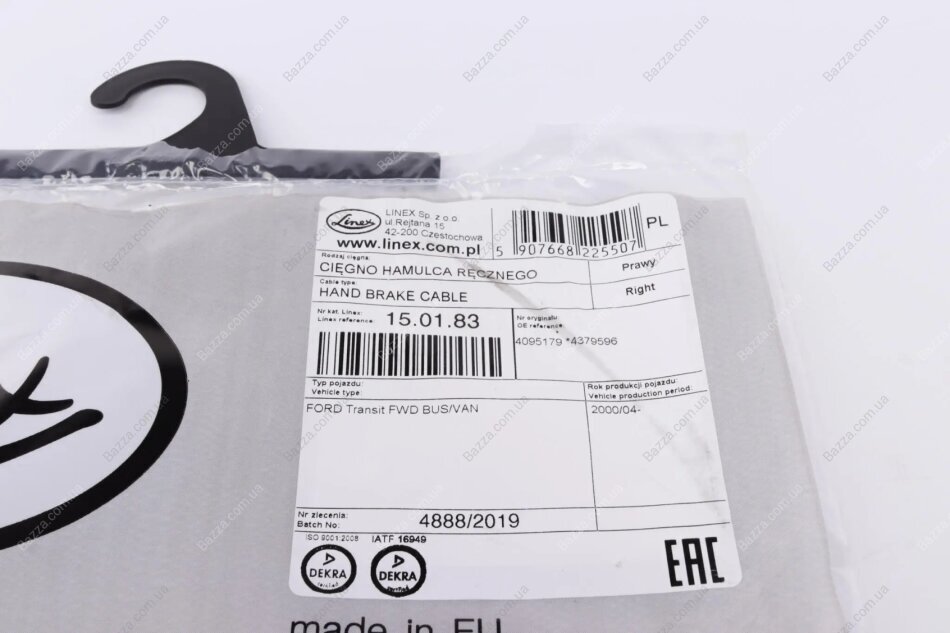 Linex
LINEX Sp. z o.o.
ul Rejtana 16
42-200 Częstochowa
www.linex.com.pl
5 907668 225507
PL
Rodzaj cięgna:
CIĘGNO HAMULCA RĘCZNEGO
Prawy
Cable type:
HAND BRAKE CABLE
Right
Nr kat. Linex:
Linex reference:
15.01.83
Nr oryginału:
OE reference:
4095179 *4379596
Typ pojazdu:
Vehicle type:
Rok produkcji pojazdu:
Vehicle production period:
FORD Transit FWD BUS/VAN
2000/04-
Nr zlecenia:
Batch No:
4888/2019
ISO 9001:2008
IATF 16949
DEKRA
DEKRA
EAC
made in EU
Bazza.com.ua